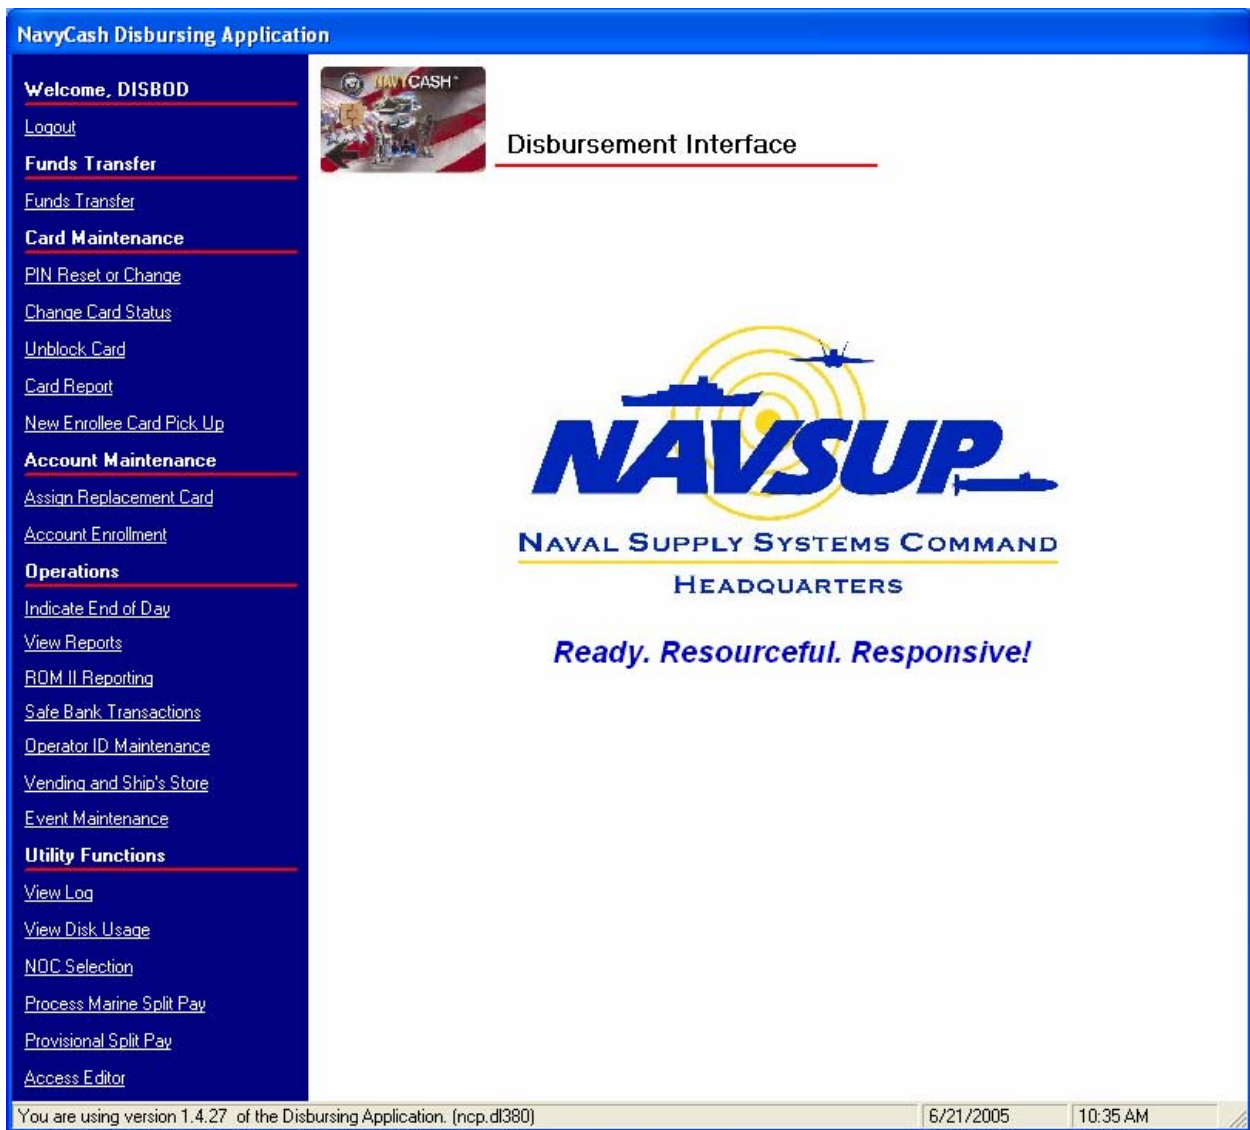 NavyCash Disbursing Application
Welcome, DISBOD
Logout
Funds Transfer
Funds Transfer
Card Maintenance
PIN Reset or Change
Change Card Status
Unblock Card
Card Report
New Enrollee Card Pick Up
Account Maintenance
Assign Replacement Card
Account Enrollment
Operations
Indicate End of Day
View Reports
ROM II Reporting
Safe Bank Transactions
Operator ID Maintenance
Vending and Ship's Store
Event Maintenance
Utility Functions
View Log
View Disk Usage
NOC Selection
Process Marine Split Pay
Provisional Split Pay
Access Editor
NAVYCASH™
Disbursement Interface
NAVSUP
NAVAL SUPPLY SYSTEMS COMMAND
HEADQUARTERS
Ready. Resourceful. Responsive!
You are using version 1.4.27 of the Disbursing Application. (ncp.dl380)
6/21/2005
10:35 AM